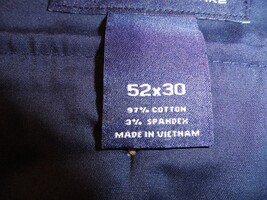 52x30
97% COTTON
3% SPANDEX
MADE IN VIETNAM